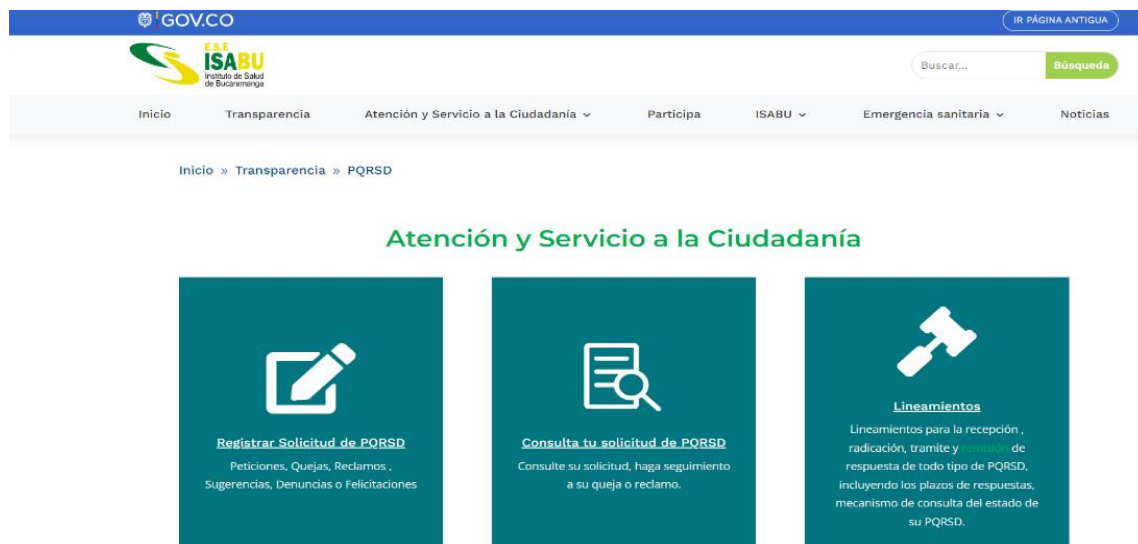 GOV.CO
IR PÁGINA ANTIGUA
E.S.E
ISABU
Instituto de Salud
de Bucaramanga
Buscar...
Búsqueda
Inicio Transparencia Atención y Servicio a la Ciudadanía Participa ISABU Emergencia sanitaria Noticias
Inicio » Transparencia » PQRSD
Atención y Servicio a la Ciudadanía
Registrar Solicitud de PQRSD
Peticiones, Quejas, Reclamos ,
Sugerencias, Denuncias o Felicitaciones
Consulta tu solicitud de PQRSD
Consulte su solicitud, haga seguimiento
a su queja o reclamo.
Lineamientos
Lineamientos para la recepción ,
radicación, tramite y remisión de
respuesta de todo tipo de PQRSD,
incluyendo los plazos de respuestas,
mecanismo de consulta del estado de
su PQRSD.